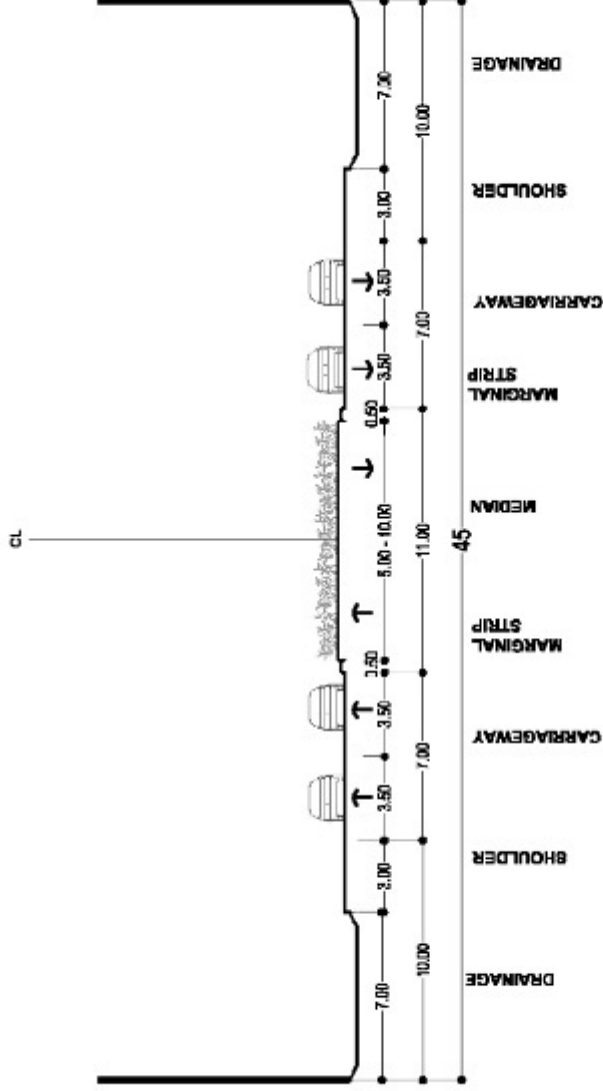 CL
7.00
3.00
3.50
3.50
0.50
5.00 - 10.00
0.50
3.50
3.50
3.00
7.00
10.00
7.00
11.00
7.00
10.00
45
DRAINAGE
SHOULDER
CARRIAGEWAY
MARGINAL
STRIP
MEDIAN
MARGINAL
STRIP
CARRIAGEWAY
SHOULDER
DRAINAGE